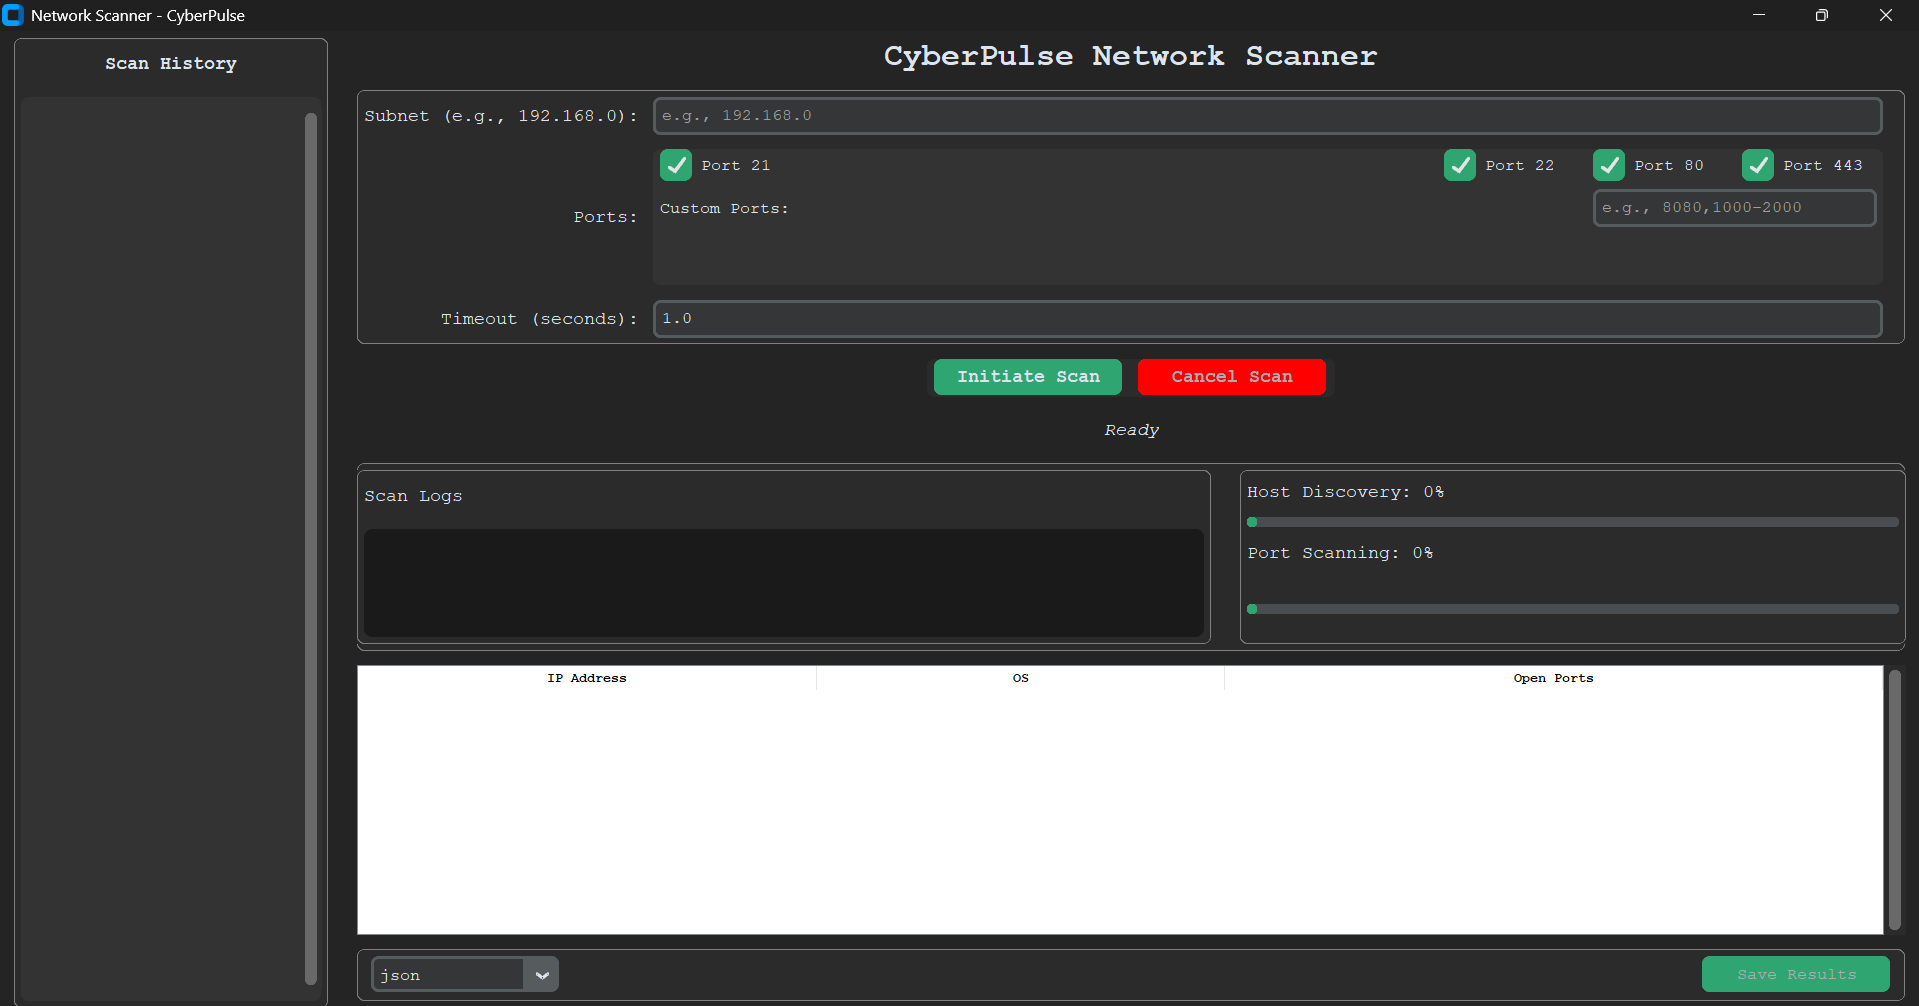 Network Scanner - CyberPulse
Scan History
CyberPulse Network Scanner
Subnet (e.g., 192.168.0): e.g., 192.168.0
Ports:
Port 21 Port 22 Port 80 Port 443
Custom Ports: e.g., 8080,1000-2000
Timeout (seconds): 1.0
Initiate Scan Cancel Scan
Ready
Scan Logs
Host Discovery: 0%
Port Scanning: 0%
IP Address OS Open Ports
json Save Results